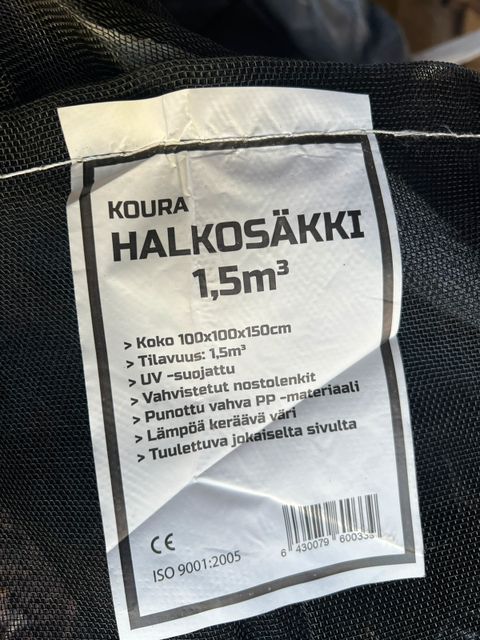 KOURA
HALKOSÄKKI
1,5m³
> Koko 100x100x150cm
> Tilavuus: 1,5m³
> UV -suojattu
> Vahvistetut nostolenkit
> Punottu vahva PP -materiaali
> Lämpöä keräävä väri
> Tuulettuva jokaiselta sivulta
CE
ISO 9001:2005